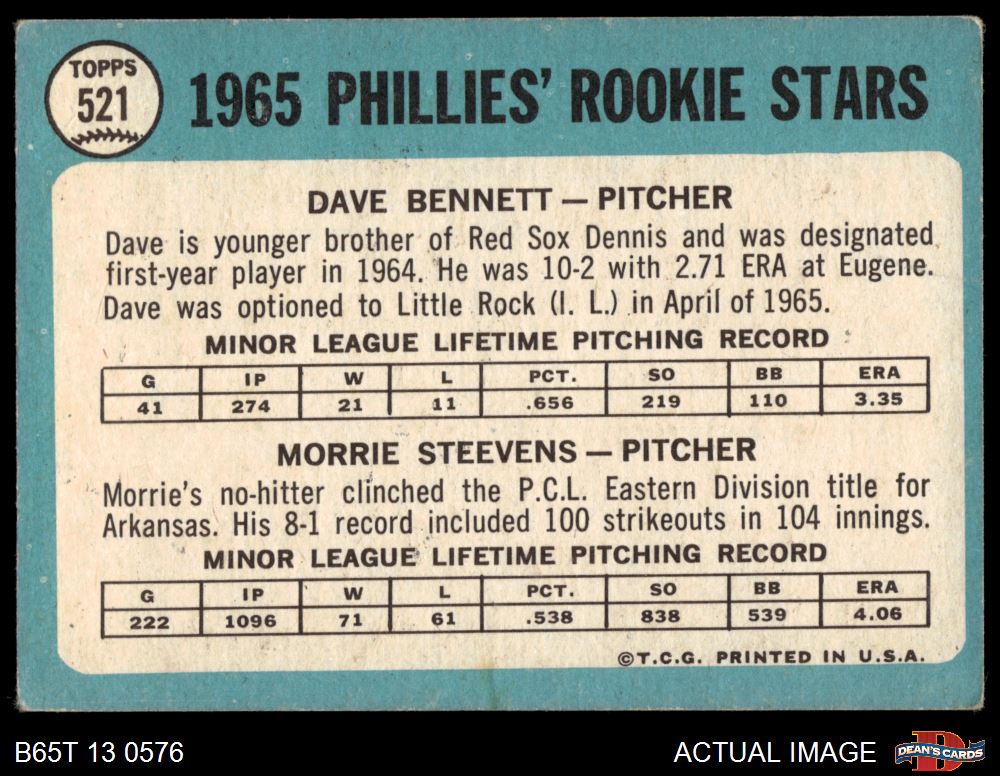 TOPPS
521
1965 PHILLIES' ROOKIE STARS
DAVE BENNETT — PITCHER
Dave is younger brother of Red Sox Dennis and was designated
first-year player in 1964. He was 10-2 with 2.71 ERA at Eugene.
Dave was optioned to Little Rock (I. L.) in April of 1965.
MINOR LEAGUE LIFETIME PITCHING RECORD
G IP W L PCT. SO BB ERA
41 274 21 11 .656 219 110 3.35
MORRIE STEEVENS — PITCHER
Morrie's no-hitter clinched the P.C.L. Eastern Division title for
Arkansas. His 8-1 record included 100 strikeouts in 104 innings.
MINOR LEAGUE LIFETIME PITCHING RECORD
G IP W L PCT. SO BB ERA
222 1096 71 61 .538 838 539 4.06
©T.C.G. PRINTED IN U.S.A.
B65T 13 0576
ACTUAL IMAGE
DEAN'S CARDS